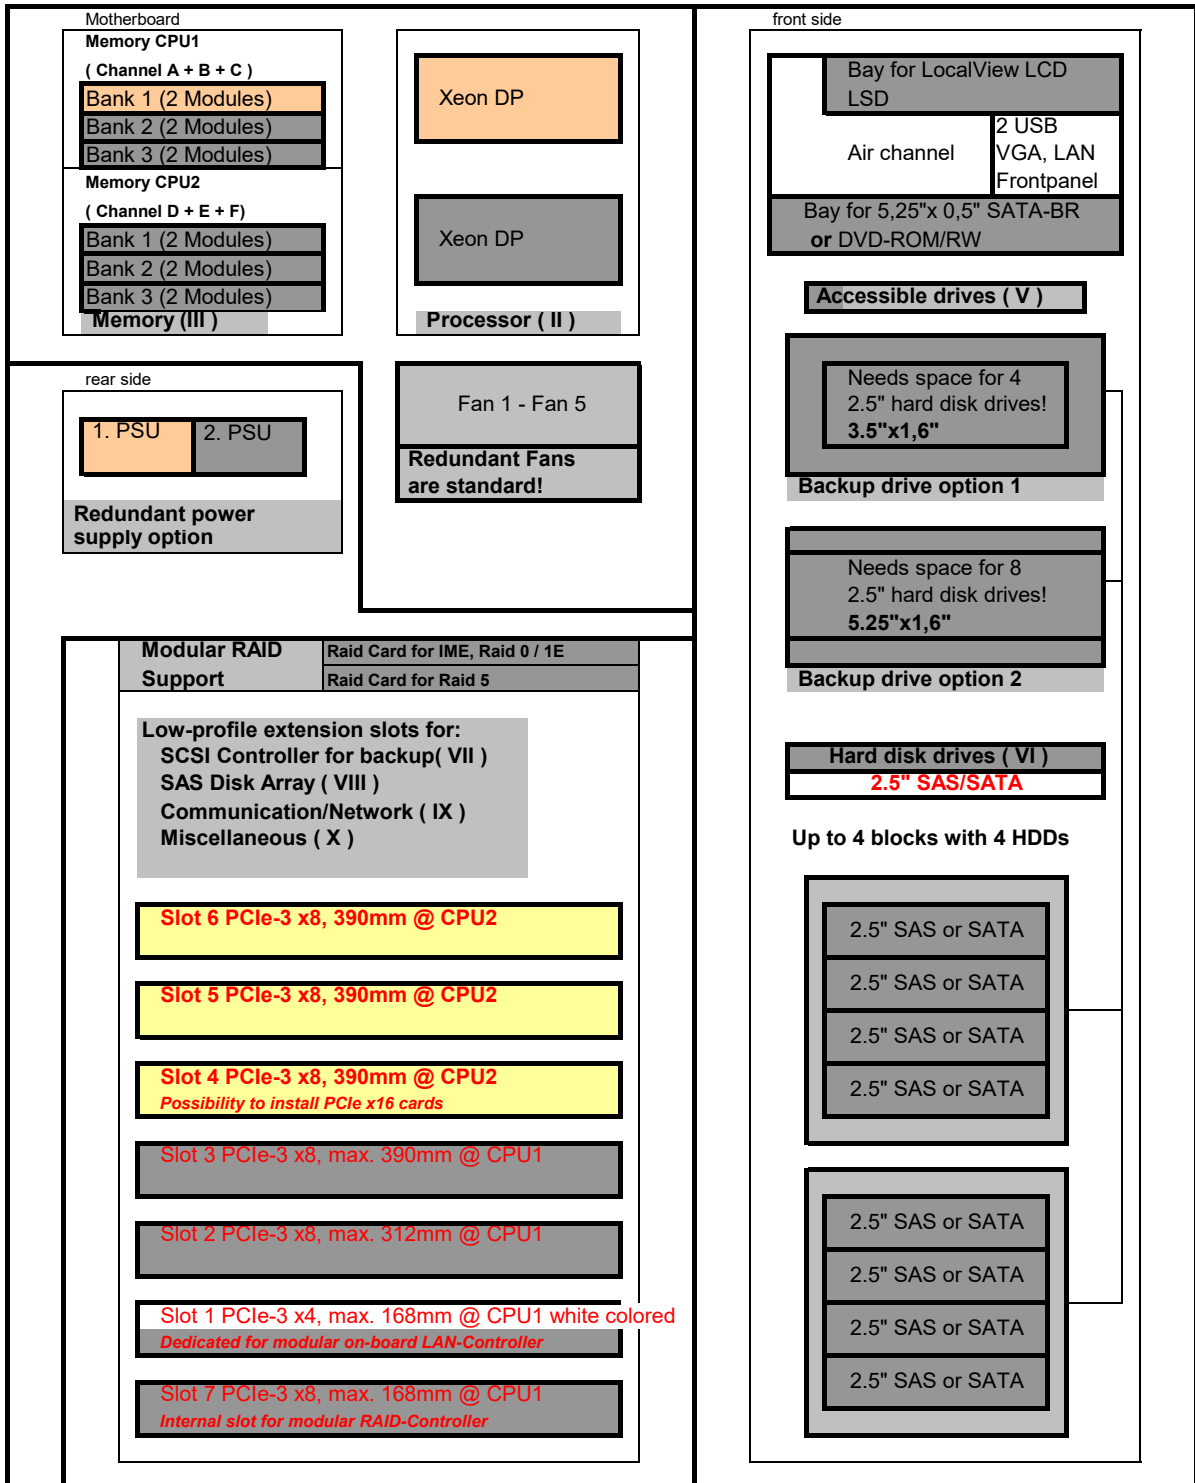 Motherboard
Memory CPU1
( Channel A + B + C )
Bank 1 (2 Modules)
Bank 2 (2 Modules)
Bank 3 (2 Modules)
Memory CPU2
( Channel D + E + F)
Bank 1 (2 Modules)
Bank 2 (2 Modules)
Bank 3 (2 Modules)
Memory (III )
Xeon DP
Xeon DP
Processor ( II )
rear side
1. PSU
2. PSU
Redundant power
supply option
Fan 1 - Fan 5
Redundant Fans
are standard!
Modular RAID
Support
Raid Card for IME, Raid 0 / 1E
Raid Card for Raid 5
Low-profile extension slots for:
SCSI Controller for backup( VII )
SAS Disk Array ( VIII )
Communication/Network ( IX )
Miscellaneous ( X )
Slot 6 PCIe-3 x8, 390mm @ CPU2
Slot 5 PCIe-3 x8, 390mm @ CPU2
Slot 4 PCIe-3 x8, 390mm @ CPU2
Possibility to install PCIe x16 cards
Slot 3 PCIe-3 x8, max. 390mm @ CPU1
Slot 2 PCIe-3 x8, max. 312mm @ CPU1
Slot 1 PCIe-3 x4, max. 168mm @ CPU1 white colored
Dedicated for modular on-board LAN-Controller
Slot 7 PCIe-3 x8, max. 168mm @ CPU1
Internal slot for modular RAID-Controller
front side
Bay for LocalView LCD
LSD
Air channel
2 USB
VGA, LAN
Frontpanel
Bay for 5,25"x 0,5" SATA-BR
or DVD-ROM/RW
Accessible drives ( V )
Needs space for 4
2.5" hard disk drives!
3.5"x1,6"
Backup drive option 1
Needs space for 8
2.5" hard disk drives!
5.25"x1,6"
Backup drive option 2
Hard disk drives ( VI )
2.5" SAS/SATA
Up to 4 blocks with 4 HDDs
2.5" SAS or SATA
2.5" SAS or SATA
2.5" SAS or SATA
2.5" SAS or SATA
2.5" SAS or SATA
2.5" SAS or SATA
2.5" SAS or SATA
2.5" SAS or SATA